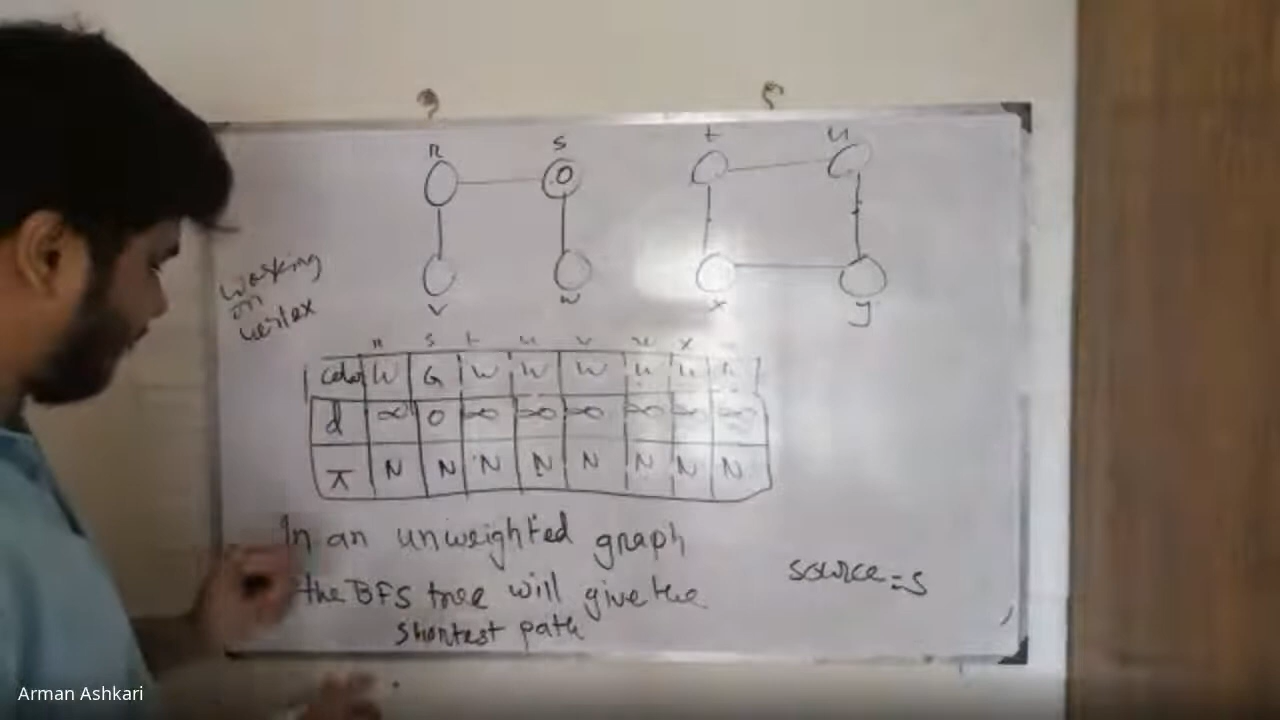 R S t u
O
v w x y
working
on
vertex
R S t u v w x
color W G W W W W W
d ∞ 0 ∞ ∞ ∞ ∞ ∞ ∞
π N N N N N N N N
In an unweighted graph
the BFS tree will give the
shortest path
source = s
Arman Ashkari